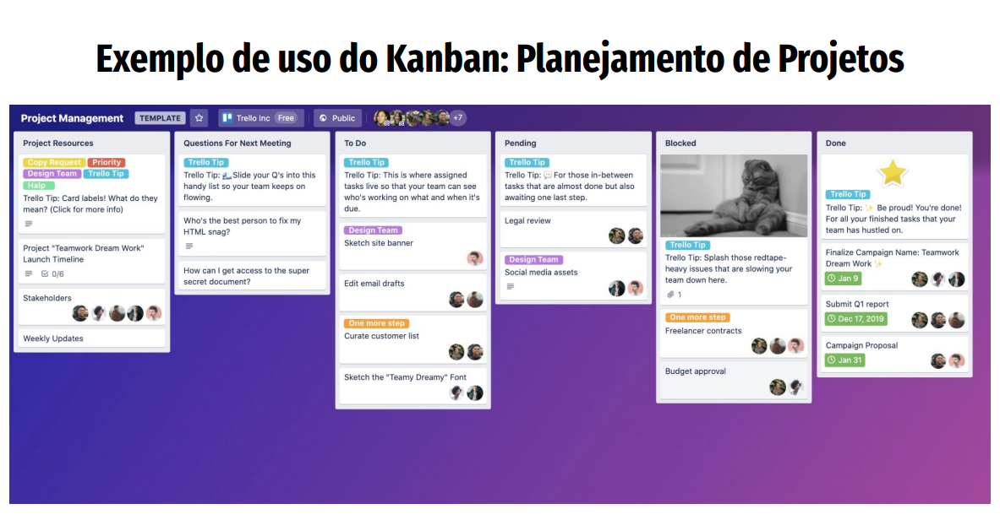 Exemplo de uso do Kanban: Planejamento de Projetos
Project Management
TEMPLATE
Trello Inc Free
Public
+7
Project Resources
Copy Request Priority
Design Team Trello Tip
Halp
Trello Tip: Card labels! What do they
mean? (Click for more info)
Project "Teamwork Dream Work"
Launch Timeline
0/6
Stakeholders
Weekly Updates
Questions For Next Meeting
Trello Tip
Trello Tip: 🌊Slide your Q's into this
handy list so your team keeps on
flowing.
Who's the best person to fix my
HTML snag?
How can I get access to the super
secret document?
To Do
Trello Tip
Trello Tip: This is where assigned
tasks live so that your team can see
who's working on what and when it's
due.
Design Team
Sketch site banner
Edit email drafts
One more step
Curate customer list
Sketch the "Teamy Dreamy" Font
Pending
Trello Tip
Trello Tip: 💬For those in-between
tasks that are almost done but also
awaiting one last step.
Legal review
Design Team
Social media assets
Blocked
Trello Tip
Trello Tip: Splash those redtape-
heavy issues that are slowing your
team down here.
1
One more step
Freelancer contracts
Budget approval
Done
Trello Tip
Trello Tip: ✨ Be proud! You're done!
For all your finished tasks that your
team has hustled on.
Finalize Campaign Name: Teamwork
Dream Work ✨
Jan 9
Submit Q1 report
Dec 17, 2019
Campaign Proposal
Jan 31